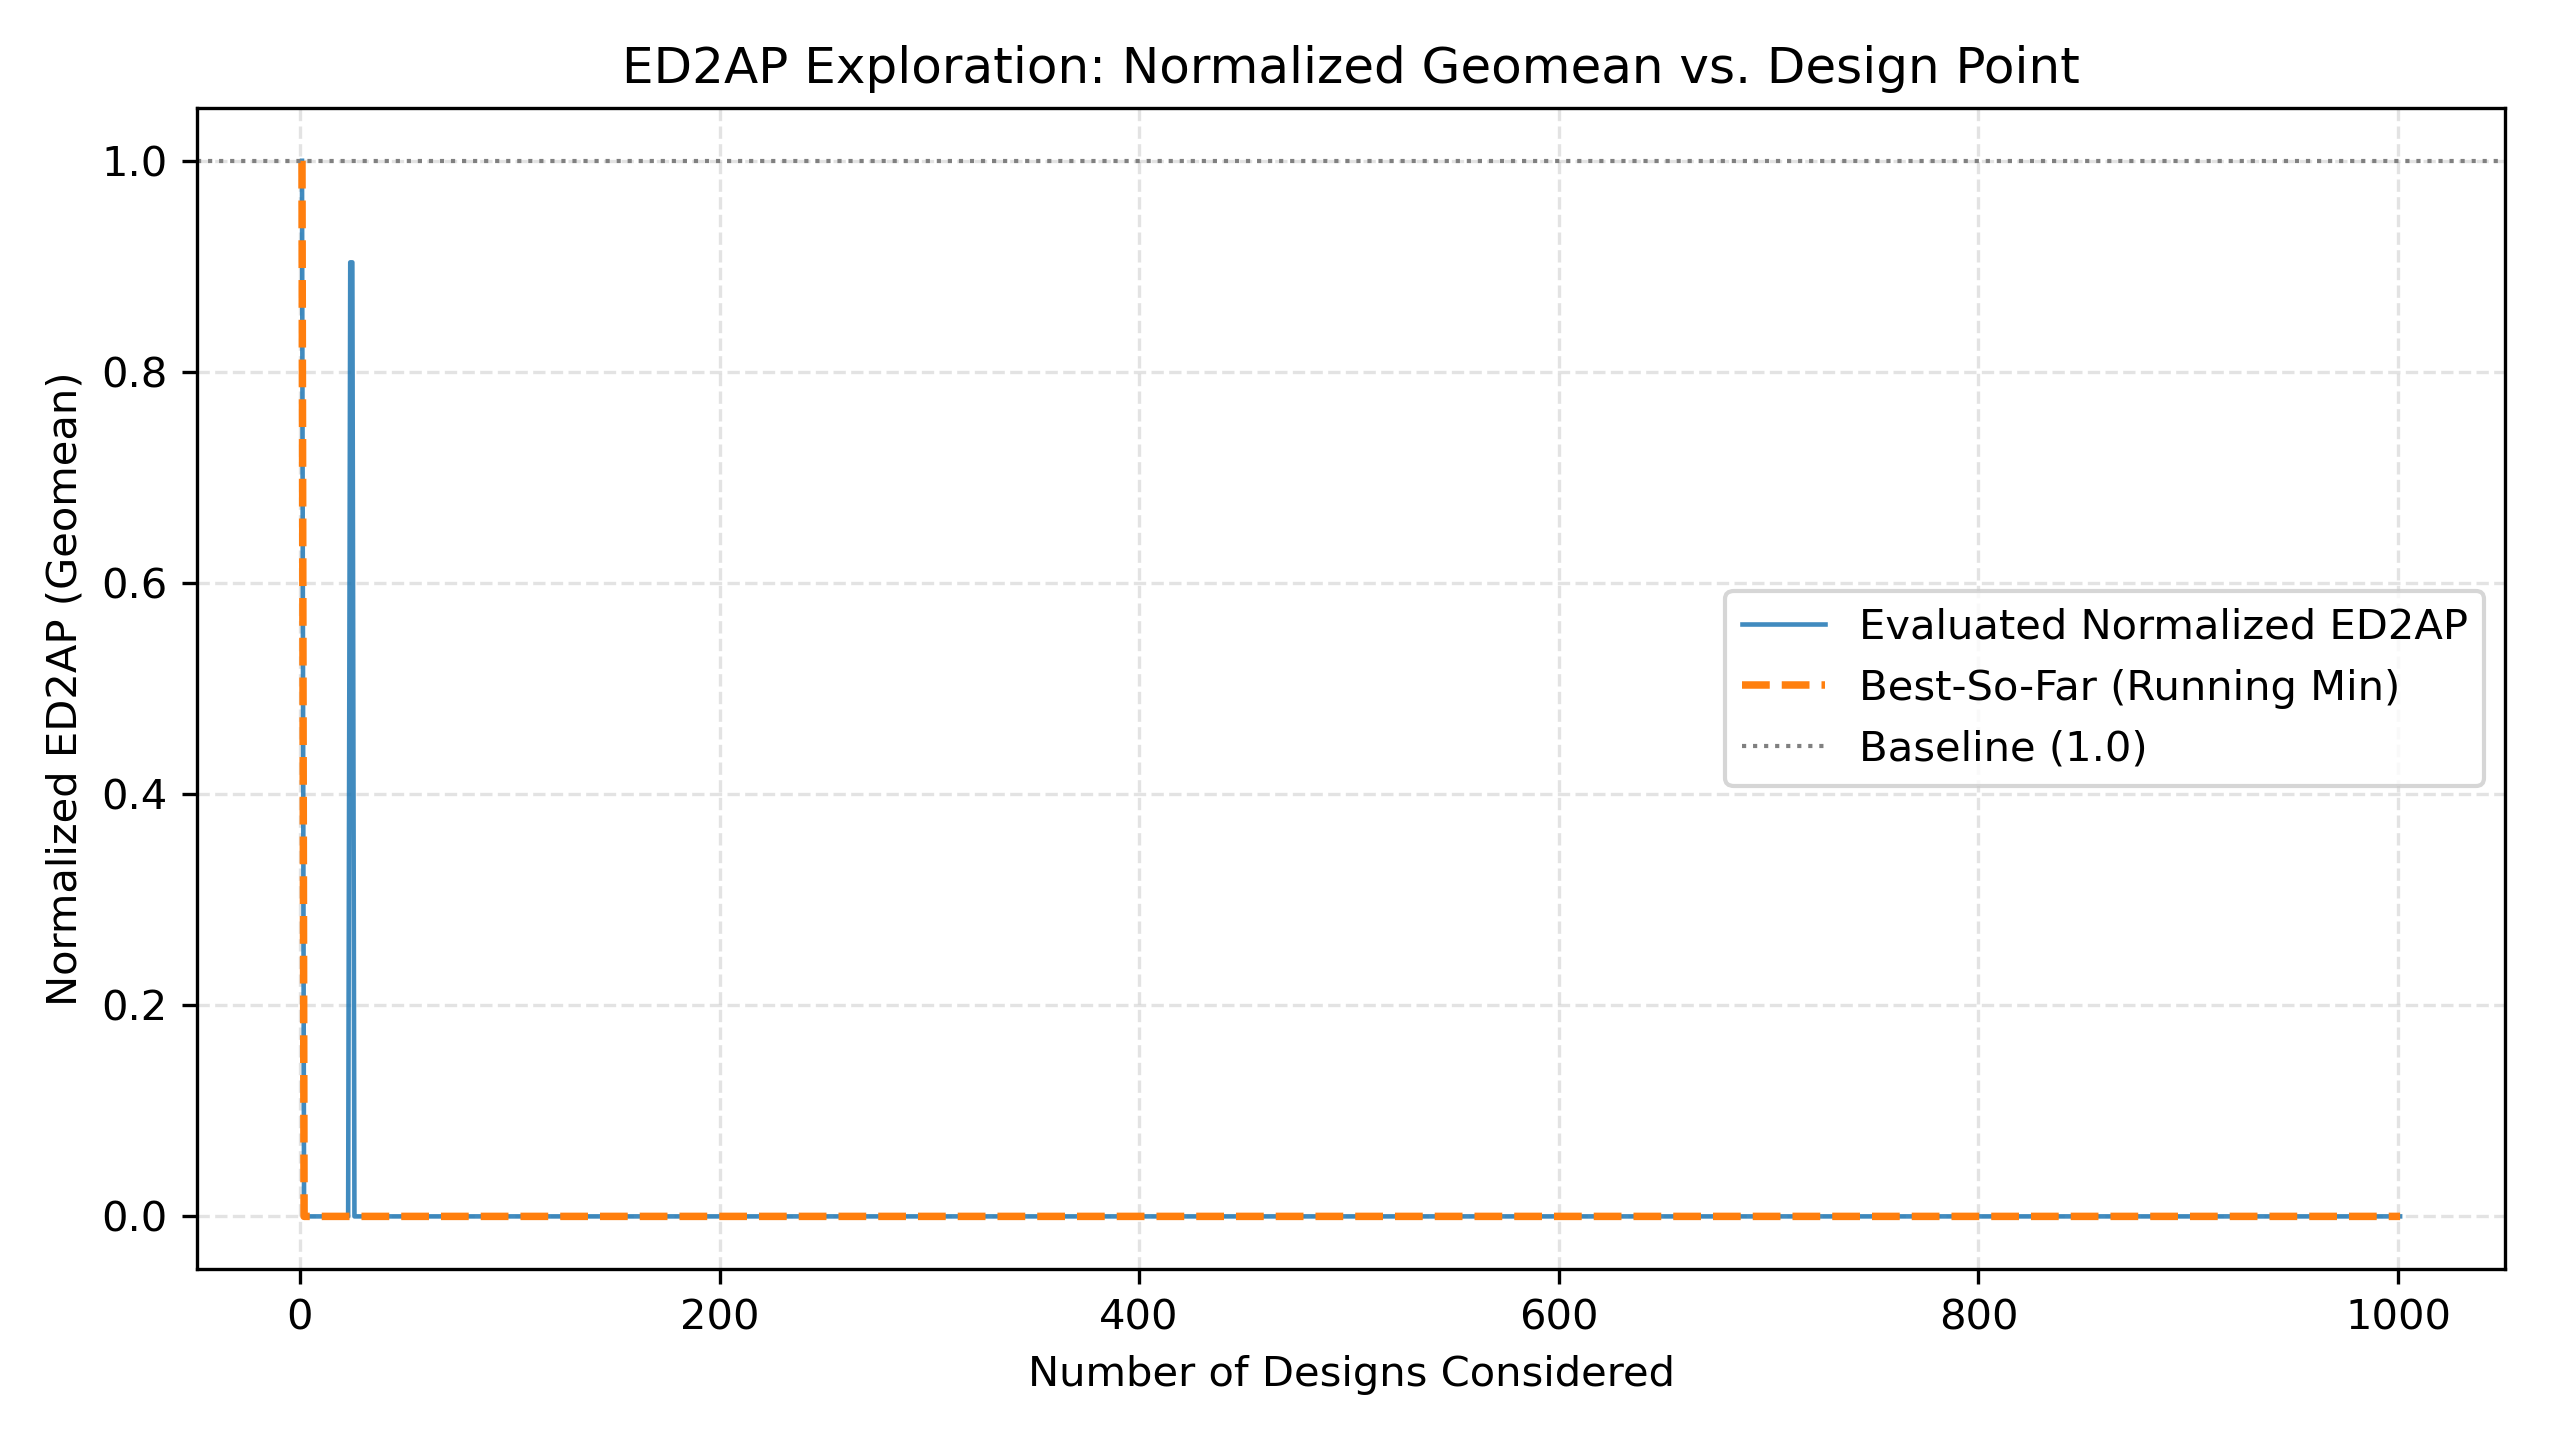 ED2AP Exploration: Normalized Geomean vs. Design Point
Normalized ED2AP (Geomean)
1.0
0.8
0.6
0.4
0.2
0.0
Evaluated Normalized ED2AP
Best-So-Far (Running Min)
Baseline (1.0)
0 200 400 600 800 1000
Number of Designs Considered